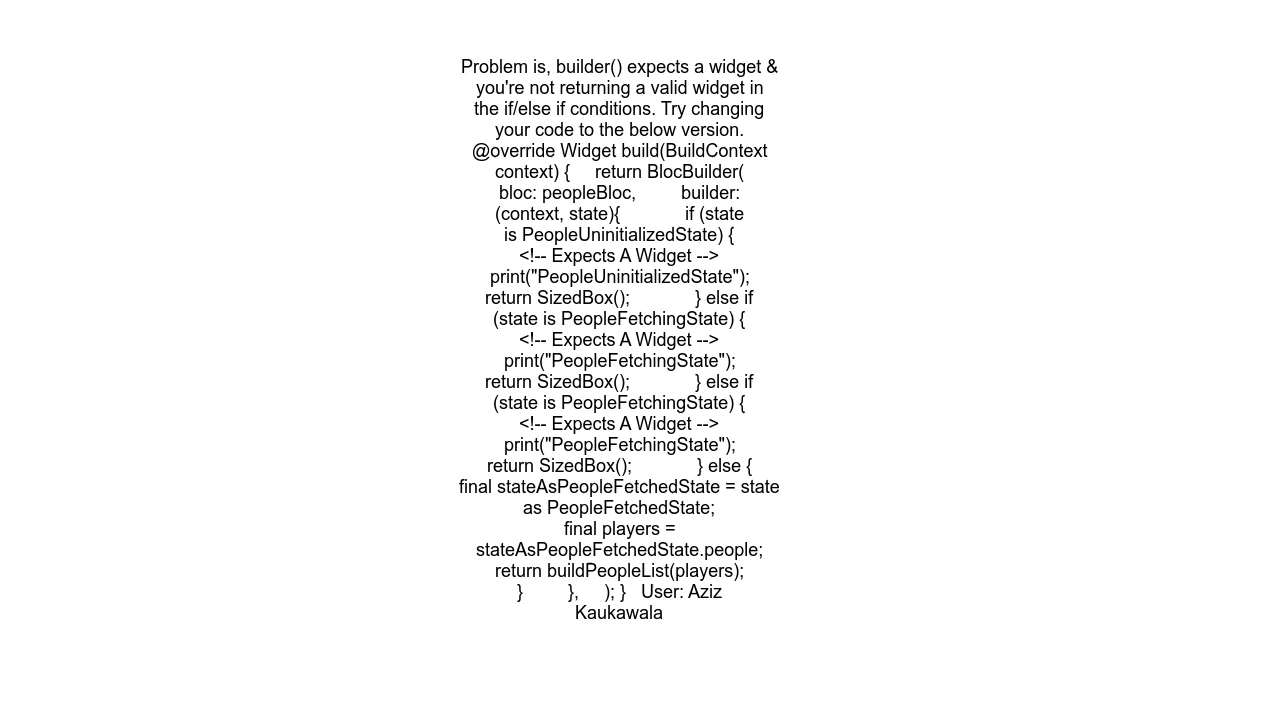 Problem is, builder() expects a widget &
you're not returning a valid widget in
the if/else if conditions. Try changing
your code to the below version.
@override Widget build(BuildContext
context) {     return BlocBuilder(
bloc: peopleBloc,         builder:
(context, state){             if (state
is PeopleUninitializedState) {
<!-- Expects A Widget -->
print("PeopleUninitializedState");
return SizedBox();             } else if
(state is PeopleFetchingState) {
<!-- Expects A Widget -->
print("PeopleFetchingState");
return SizedBox();             } else if
(state is PeopleFetchingState) {
<!-- Expects A Widget -->
print("PeopleFetchingState");
return SizedBox();             } else {
final stateAsPeopleFetchedState = state
as PeopleFetchedState;
final players =
stateAsPeopleFetchedState.people;
return buildPeopleList(players);
}         },     ); }   User: Aziz
Kaukawala